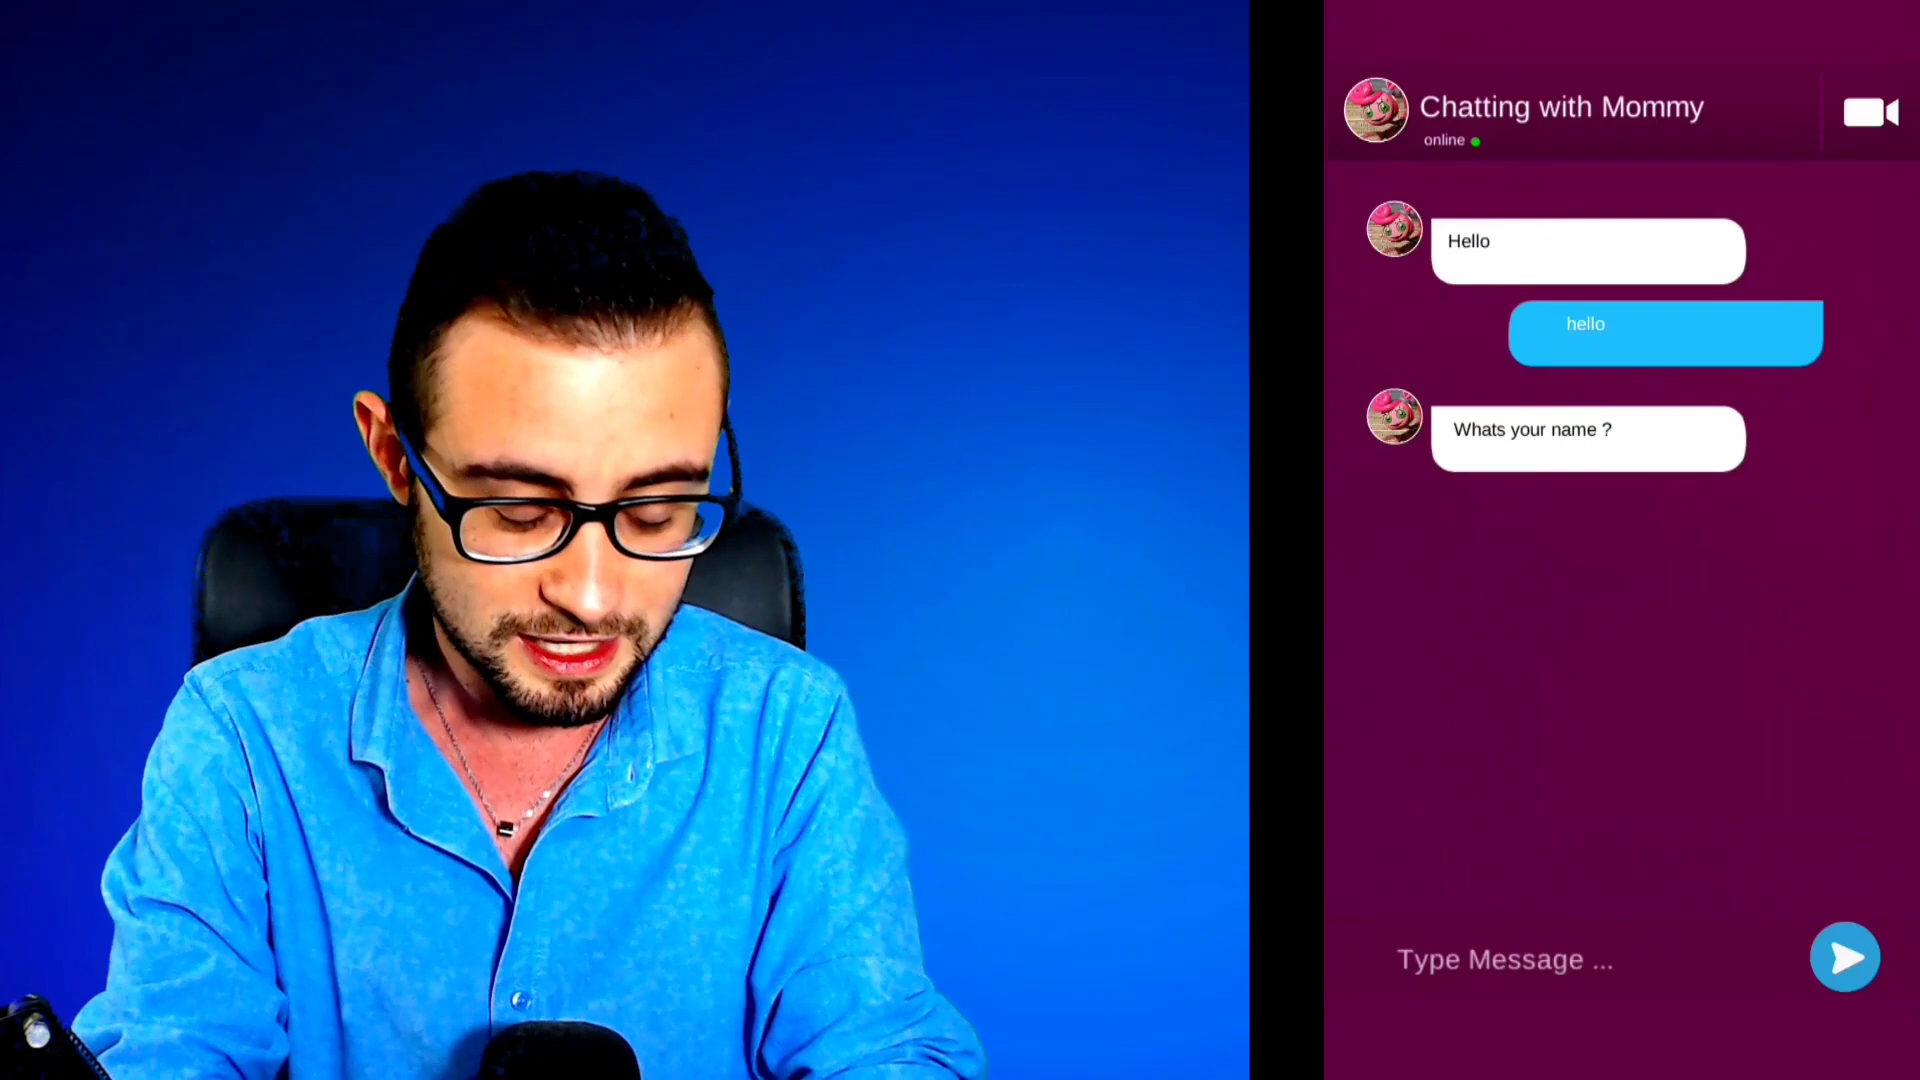 Chatting with Mommy
online
Hello
hello
Whats your name ?
Type Message ...